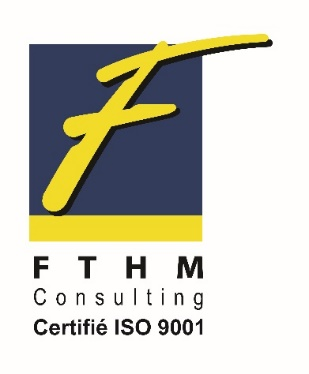 F
F T H M
Consulting
Certifié ISO 9001